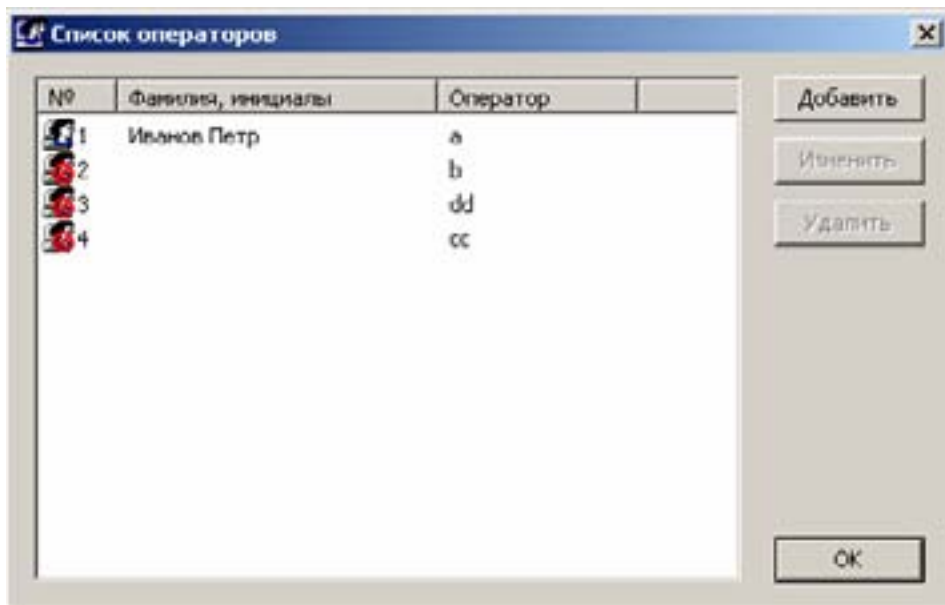 Список операторов
№ Фамилия, инициалы Оператор
1 Иванов Петр a
2 b
3 dd
4 cc
Добавить
Изменить
Удалить
OK